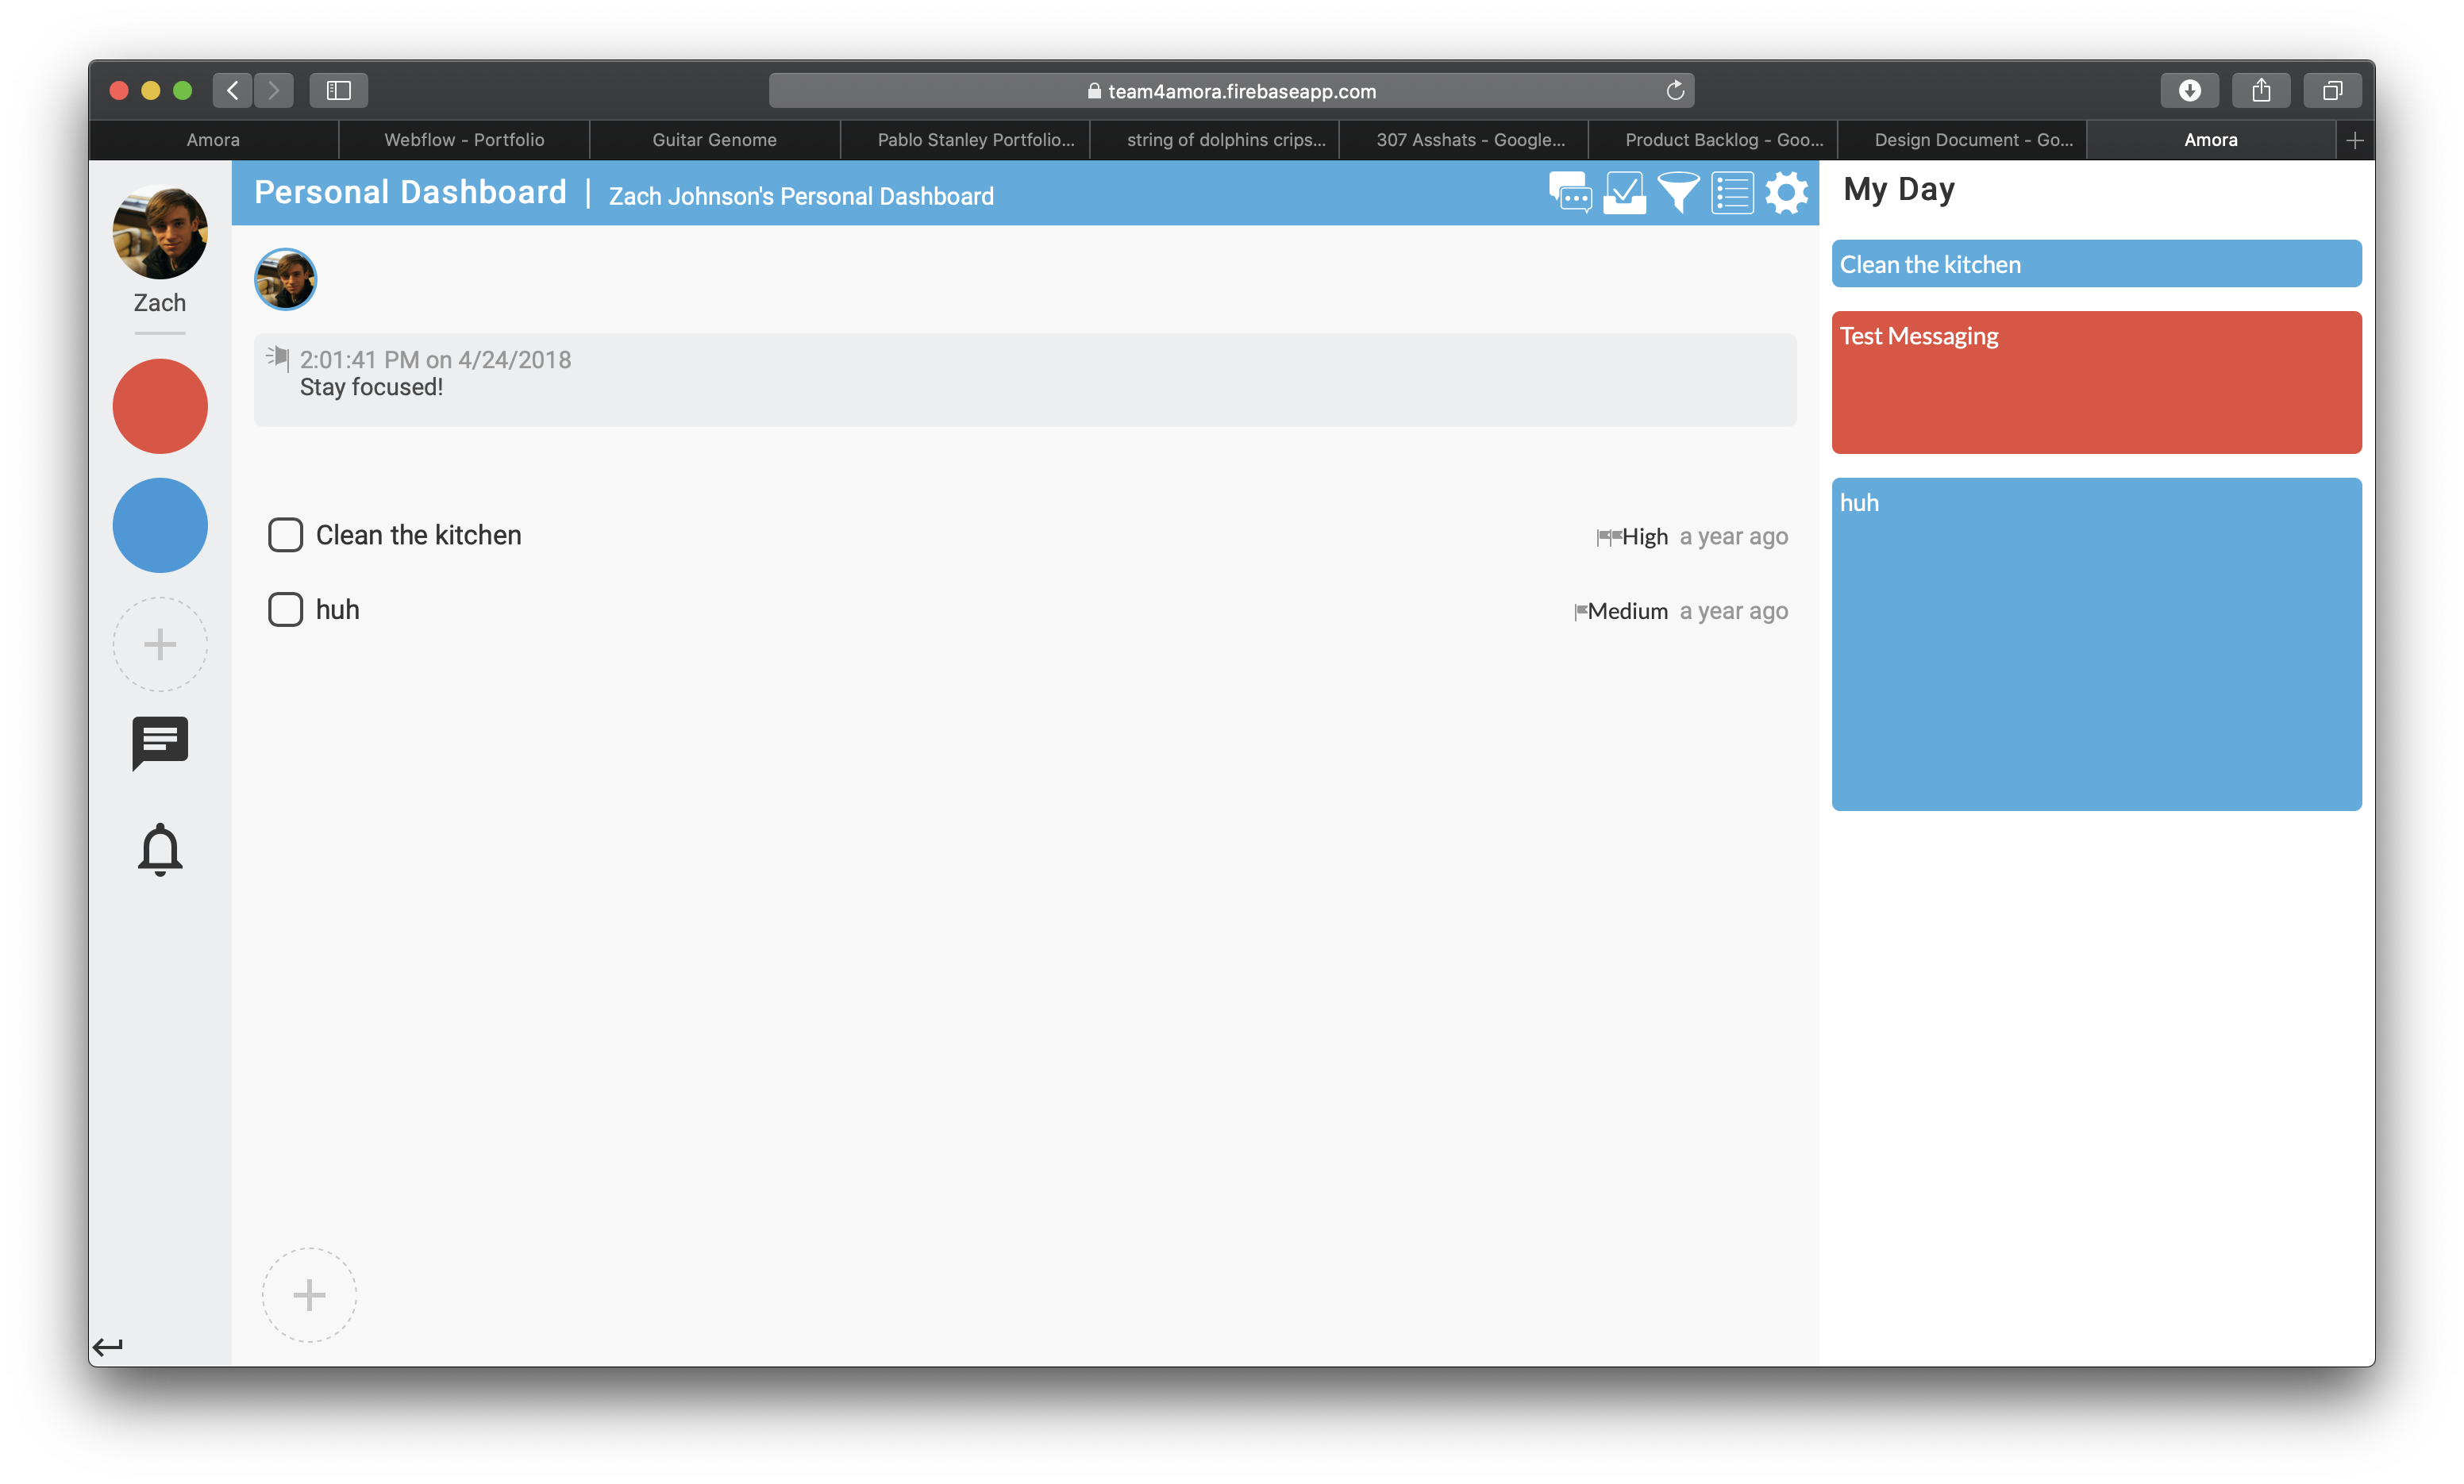 team4amora.firebaseapp.com
Amora
Webflow - Portfolio
Guitar Genome
Pablo Stanley Portfolio...
string of dolphins crips...
307 Asshats - Google...
Product Backlog - Goo...
Design Document - Go...
Amora
Zach
Personal Dashboard | Zach Johnson's Personal Dashboard
2:01:41 PM on 4/24/2018
Stay focused!
Clean the kitchen High a year ago
huh Medium a year ago
My Day
Clean the kitchen
Test Messaging
huh